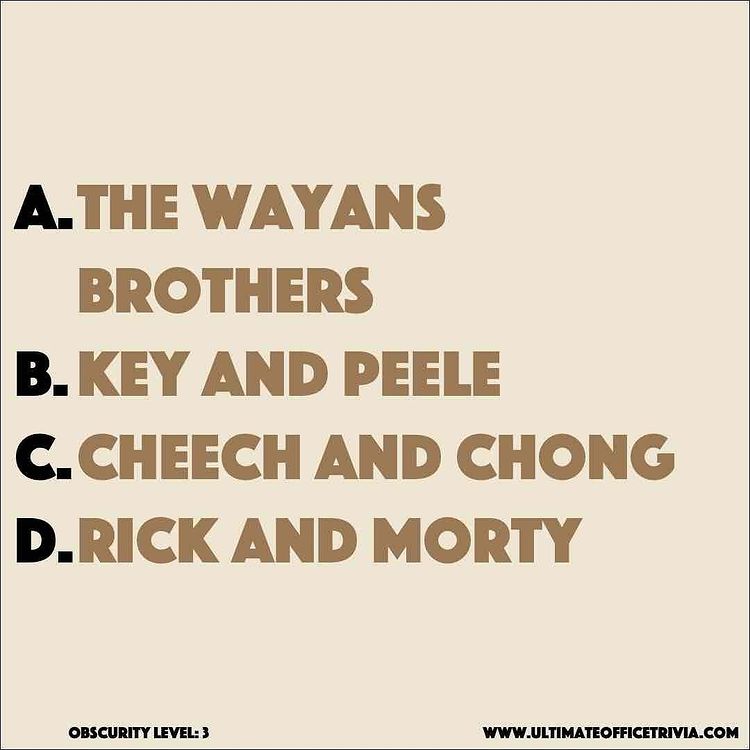 A. THE WAYANS
BROTHERS
B. KEY AND PEELE
C. CHEECH AND CHONG
D. RICK AND MORTY
OBSCURITY LEVEL: 3
WWW.ULTIMATEOFFICETRIVIA.COM